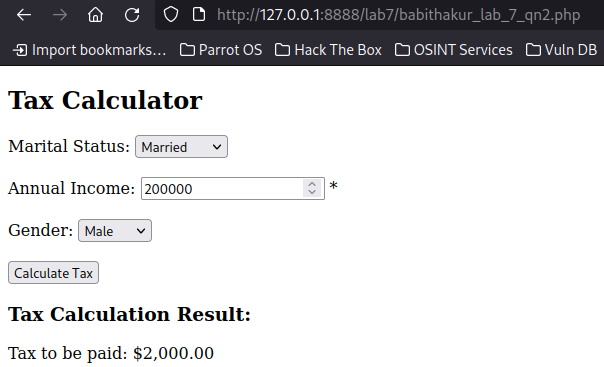 http://127.0.0.1:8888/lab7/babithakur_lab_7_qn2.php
Import bookmarks... Parrot OS Hack The Box OSINT Services Vuln DB
Tax Calculator
Marital Status: Married
Annual Income: 200000 *
Gender: Male
Calculate Tax
Tax Calculation Result:
Tax to be paid: $2,000.00